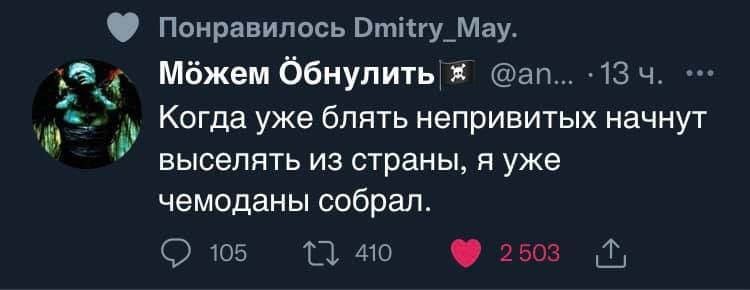 Понравилось Dmitry_May.
Мöжем Öбнулить🏴‍☠️ @an... · 13 ч. ···
Когда уже блять непривитых начнут
выселять из страны, я уже
чемоданы собрал.
105 410 2 503